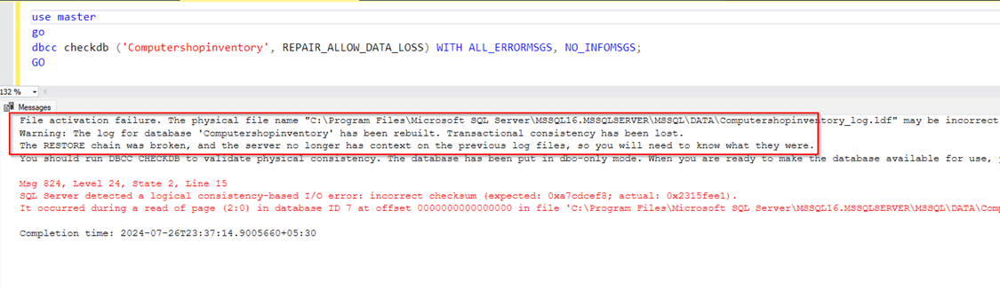 use master
go
dbcc checkdb ('Computershopinventory', REPAIR_ALLOW_DATA_LOSS) WITH ALL_ERRORMSGS, NO_INFOMSGS;
GO
132 %
Messages
File activation failure. The physical file name "C:\Program Files\Microsoft SQL Server\MSSQL16.MSSQLSERVER\MSSQL\DATA\Computershopinventory_log.ldf" may be incorrect
Warning: The log for database 'Computershopinventory' has been rebuilt. Transactional consistency has been lost.
The RESTORE chain was broken, and the server no longer has context on the previous log files, so you will need to know what they were.
You should run DBCC CHECKDB to validate physical consistency. The database has been put in dbo-only mode. When you are ready to make the database available for use,
Msg 824, Level 24, State 2, Line 15
SQL Server detected a logical consistency-based I/O error: incorrect checksum (expected: 0xa7cdcef8; actual: 0x2315fee1).
It occurred during a read of page (2:0) in database ID 7 at offset 0000000000000000 in file 'C:\Program Files\Microsoft SQL Server\MSSQL16.MSSQLSERVER\MSSQL\DATA\Comp
Completion time: 2024-07-26T23:37:14.9005660+05:30